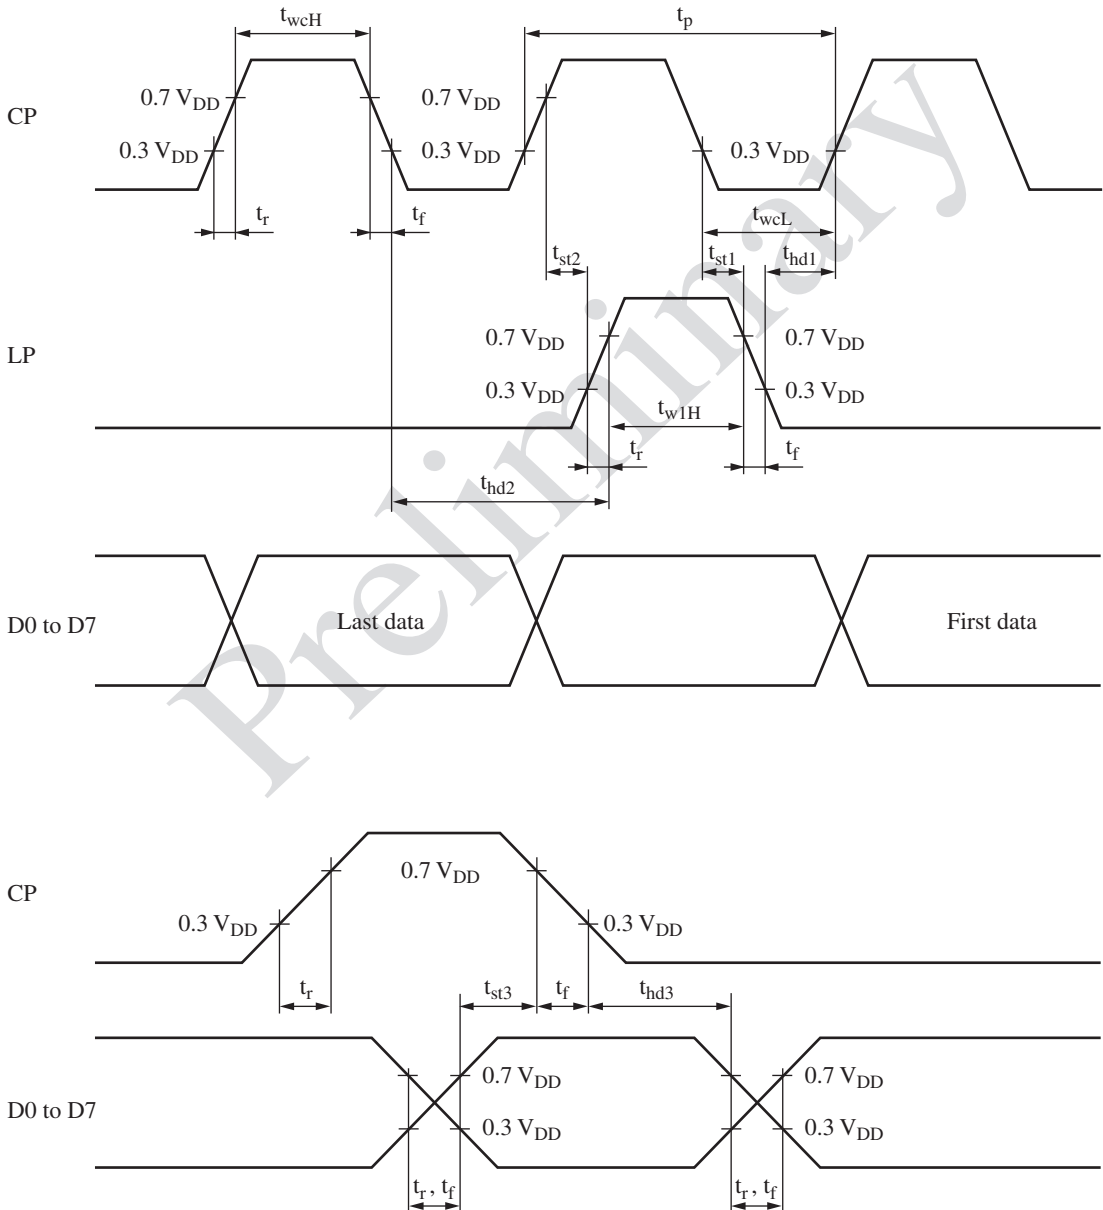 t_wcH
t_p
CP
0.7 V_DD
0.7 V_DD
0.3 V_DD
0.3 V_DD
0.3 V_DD
t_r
t_f
t_wcL
t_st2
t_st1
t_hd1
LP
0.7 V_DD
0.7 V_DD
0.3 V_DD
0.3 V_DD
t_w1H
t_r
t_f
t_hd2
D0 to D7
Last data
First data
Preliminary
CP
0.7 V_DD
0.3 V_DD
0.3 V_DD
t_r
t_st3
t_f
t_hd3
D0 to D7
0.7 V_DD
0.7 V_DD
0.3 V_DD
0.3 V_DD
t_r , t_f
t_r , t_f